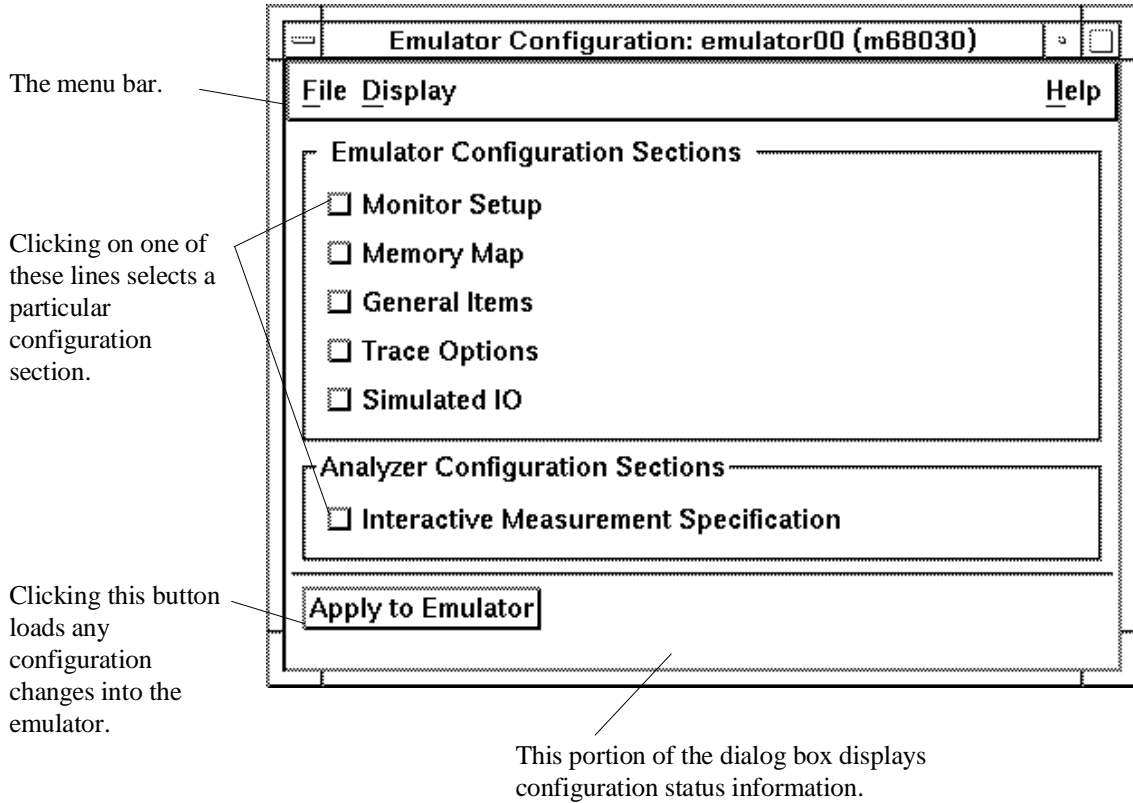 Emulator Configuration: emulator00 (m68030)
The menu bar.
File Display Help
Emulator Configuration Sections
Monitor Setup
Clicking on one of
these lines selects a
particular
configuration
section.
Memory Map
General Items
Trace Options
Simulated IO
Analyzer Configuration Sections
Interactive Measurement Specification
Clicking this button
loads any
configuration
changes into the
emulator.
Apply to Emulator
This portion of the dialog box displays
configuration status information.